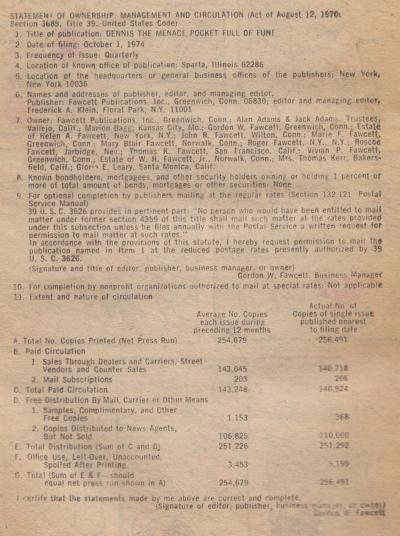 STATEMENT OF OWNERSHIP, MANAGEMENT AND CIRCULATION (Act of August 12, 1970:
Section 3685, Title 39, United States Code)
1. Title of publication: DENNIS THE MENACE POCKET FULL OF FUN!
2. Date of filing: October 1, 1974
3. Frequency of issue: Quarterly
4. Location of known office of publication: Sparta, Illinois 62286
5. Location of the headquarters or general business offices of the publishers: New York,
New York 10036
6. Names and addresses of publisher, editor, and managing editor,
Publisher: Fawcett Publications, Inc., Greenwich, Conn. 06830; editor and managing editor,
Frederick A. Klein, Floral Park, N.Y. 11001
7. Owner: Fawcett Publications, Inc., Greenwich, Conn.; Alan Adams & Jack Adams, Trustees,
Vallejo, Calif.; Marion Bagg, Kansas City, Mo.; Gordon W. Fawcett, Greenwich, Conn.; Estate
of Helen A. Fawcett, New York, N.Y.; John R. Fawcett, Wilton, Conn.; Marie F. Fawcett,
Greenwich, Conn.; Mary Blair Fawcett, Norwalk, Conn., Roger Fawcett, N.Y., N.Y., Roscoe
Fawcett, Jarbidge, Nev.; Thomas K. Fawcett, San Francisco, Calif.; Vivian P. Fawcett,
Greenwich, Conn.; Estate of W. H. Fawcett, Jr., Norwalk, Conn.; Mrs. Thomas Kerr, Bakers-
field, Calif.; Gloria E. Leary, Santa Monica, Calif.
8. Known bondholders, mortgagees, and other security holders owning or holding 1 percent or
more of total amount of bonds, mortgages or other securities: None
9. For optional completion by publishers mailing at the regular rates (Section 132.121, Postal
Service Manual)
39 U. S. C. 3626 provides in pertinent part: "No person who would have been entitled to mail
matter under former section 4359 of this title shall mail such matter at the rates provided
under this subsection unless he files annually with the Postal Service a written request for
permission to mail matter at such rates."
In accordance with the provisions of this statute, I hereby request permission to mail the
publication named in Item 1 at the reduced postage rates presently authorized by 39
U. S. C. 3626.
(Signature and title of editor, publisher, business manager, or owner)
Gordon W. Fawcett, Business Manager
10. For completion by nonprofit organizations authorized to mail at special rates: Not applicable
11. Extent and nature of circulation
Average No. Copies each issue during preceding 12 months
Actual No. of Copies of single issue published nearest to filing date
A. Total No. Copies Printed (Net Press Run) 254,679 256,491
B. Paid Circulation
1. Sales Through Dealers and Carriers, Street
Vendors and Counter Sales 143,045 140,718
2. Mail Subscriptions 203 206
C. Total Paid Circulation 143,248 140,924
D. Free Distribution By Mail, Carrier or Other Means
1. Samples, Complimentary, and Other
Free Copies 1,153 368
2. Copies Distributed to News Agents,
But Not Sold 106,825 110,000
E. Total Distribution (Sum of C and D) 251,226 251,292
F. Office Use, Left-Over, Unaccounted,
Spoiled After Printing 3,453 5,199
G. Total (Sum of E & F—should
equal net press run shown in A) 254,679 256,491
I certify that the statements made by me above are correct and complete.
(Signature of editor, publisher, business manager, or owner)
Gordon W. Fawcett